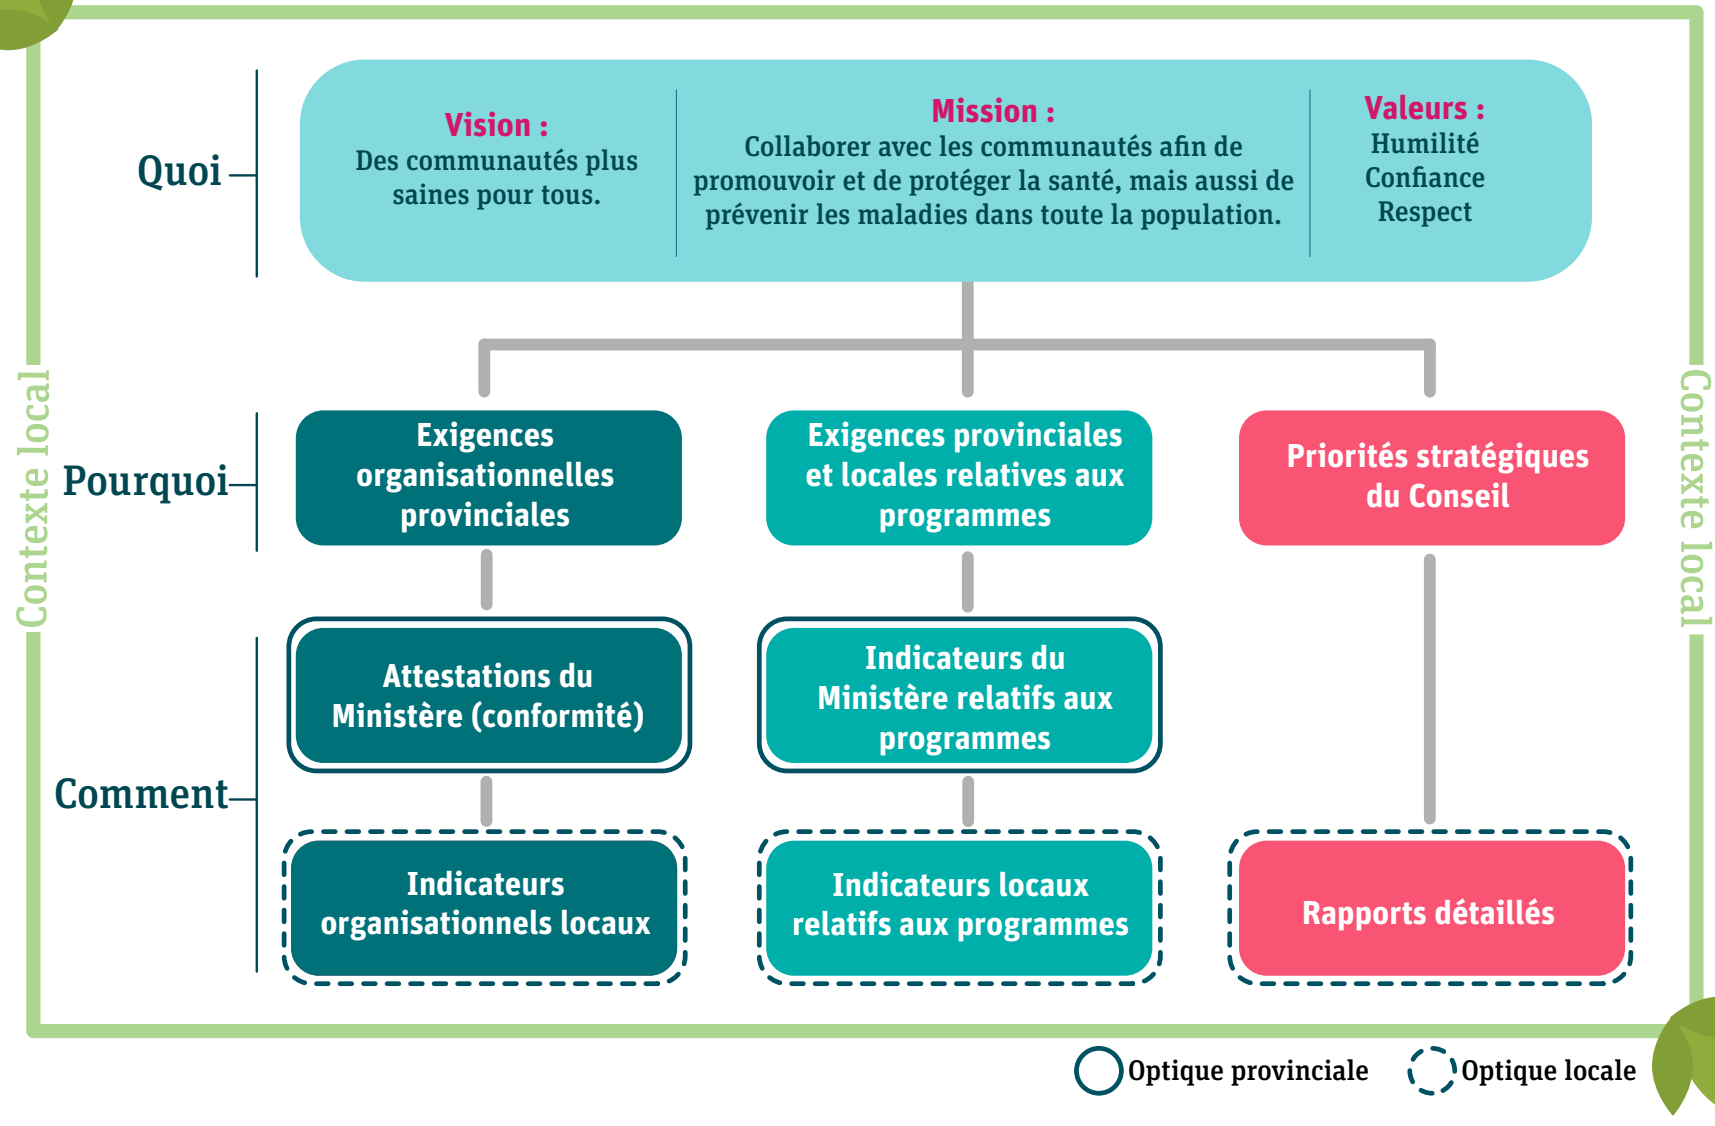 Quoi
Vision :
Des communautés plus
saines pour tous.
Mission :
Collaborer avec les communautés afin de
promouvoir et de protéger la santé, mais aussi de
prévenir les maladies dans toute la population.
Valeurs :
Humilité
Confiance
Respect
Contexte local
Contexte local
Pourquoi
Exigences
organisationnelles
provinciales
Exigences provinciales
et locales relatives aux
programmes
Priorités stratégiques
du Conseil
Comment
Attestations du
Ministère (conformité)
Indicateurs du
Ministère relatifs aux
programmes
Indicateurs
organisationnels locaux
Indicateurs locaux
relatifs aux programmes
Rapports détaillés
Optique provinciale
Optique locale